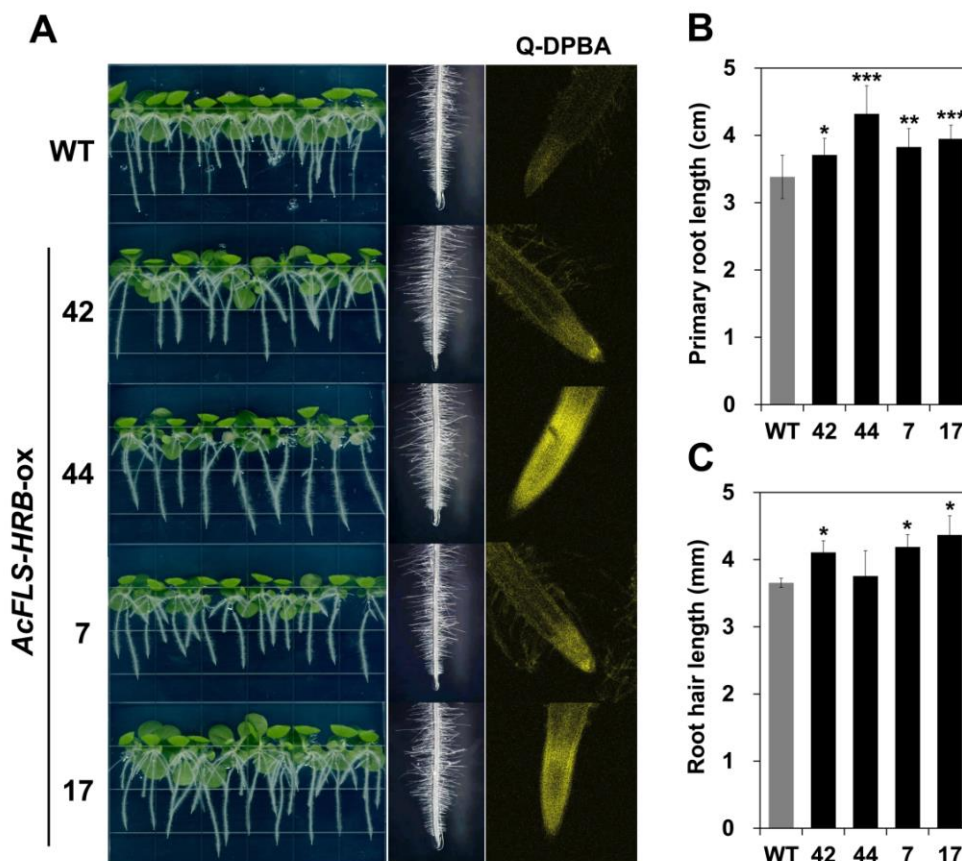 A
Q-DPBA
WT
42
44
7
17
AcFLS-HRB-ox
B
Primary root length (cm)
5
4
3
2
1
0
*
***
**
***
WT 42 44 7 17
C
Root hair length (mm)
5
4
3
2
1
0
*
*
*
WT 42 44 7 17